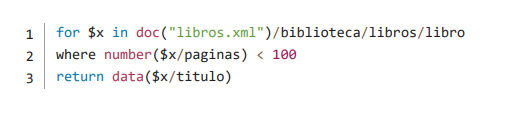 1 for $x in doc("libros.xml")/biblioteca/libros/libro
2 where number($x/paginas) < 100
3 return data($x/titulo)